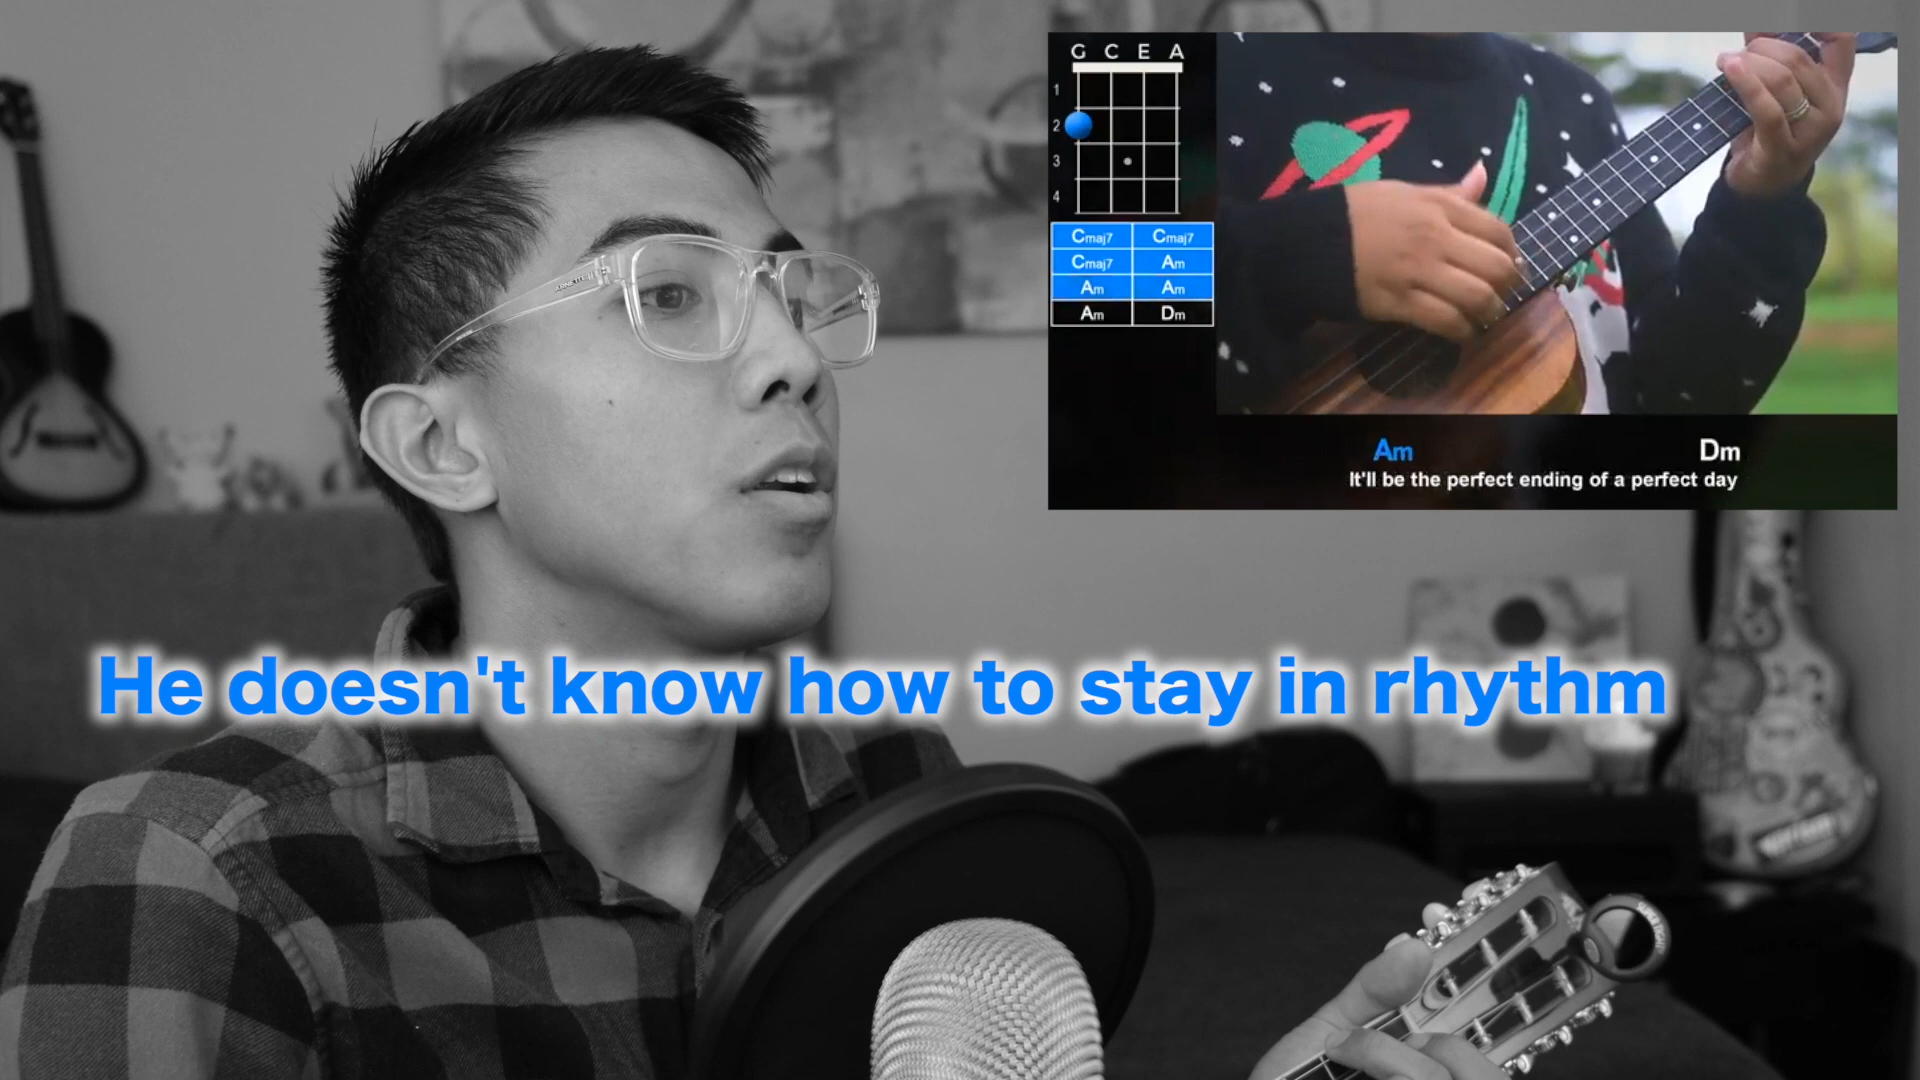 G C E A
1
2
3
4
Cmaj7 Cmaj7
Cmaj7 Am
Am Am
Am Dm
Am Dm
It'll be the perfect ending of a perfect day
He doesn't know how to stay in rhythm
ARNETTE